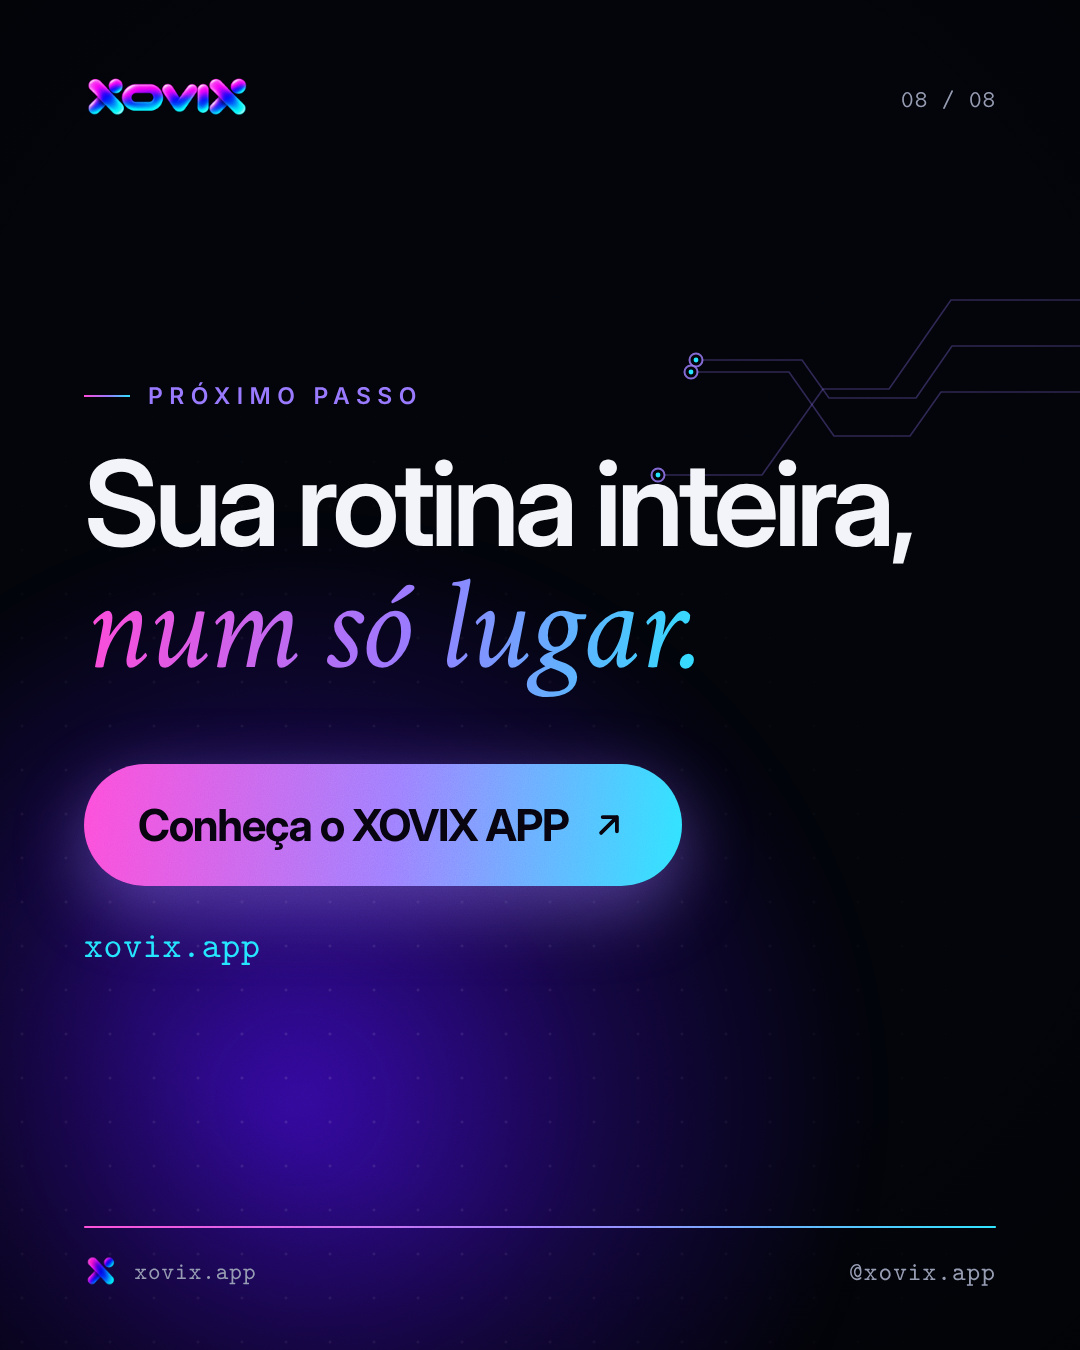 XOVIX
08 / 08
PRÓXIMO PASSO
Sua rotina inteira,
num só lugar.
Conheça o XOVIX APP
xovix.app
xovix.app
@xovix.app